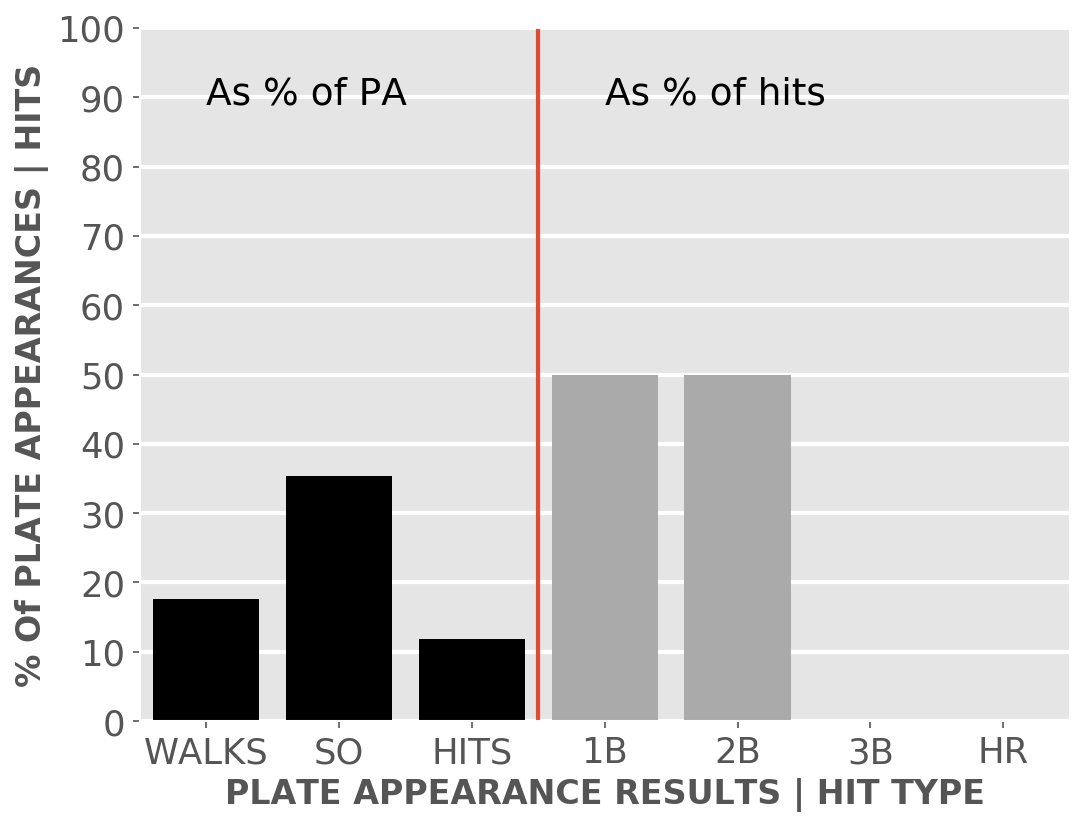 % Of PLATE APPEARANCES | HITS
100
90
80
70
60
50
40
30
20
10
0
As % of PA
As % of hits
WALKS SO HITS 1B 2B 3B HR
PLATE APPEARANCE RESULTS | HIT TYPE